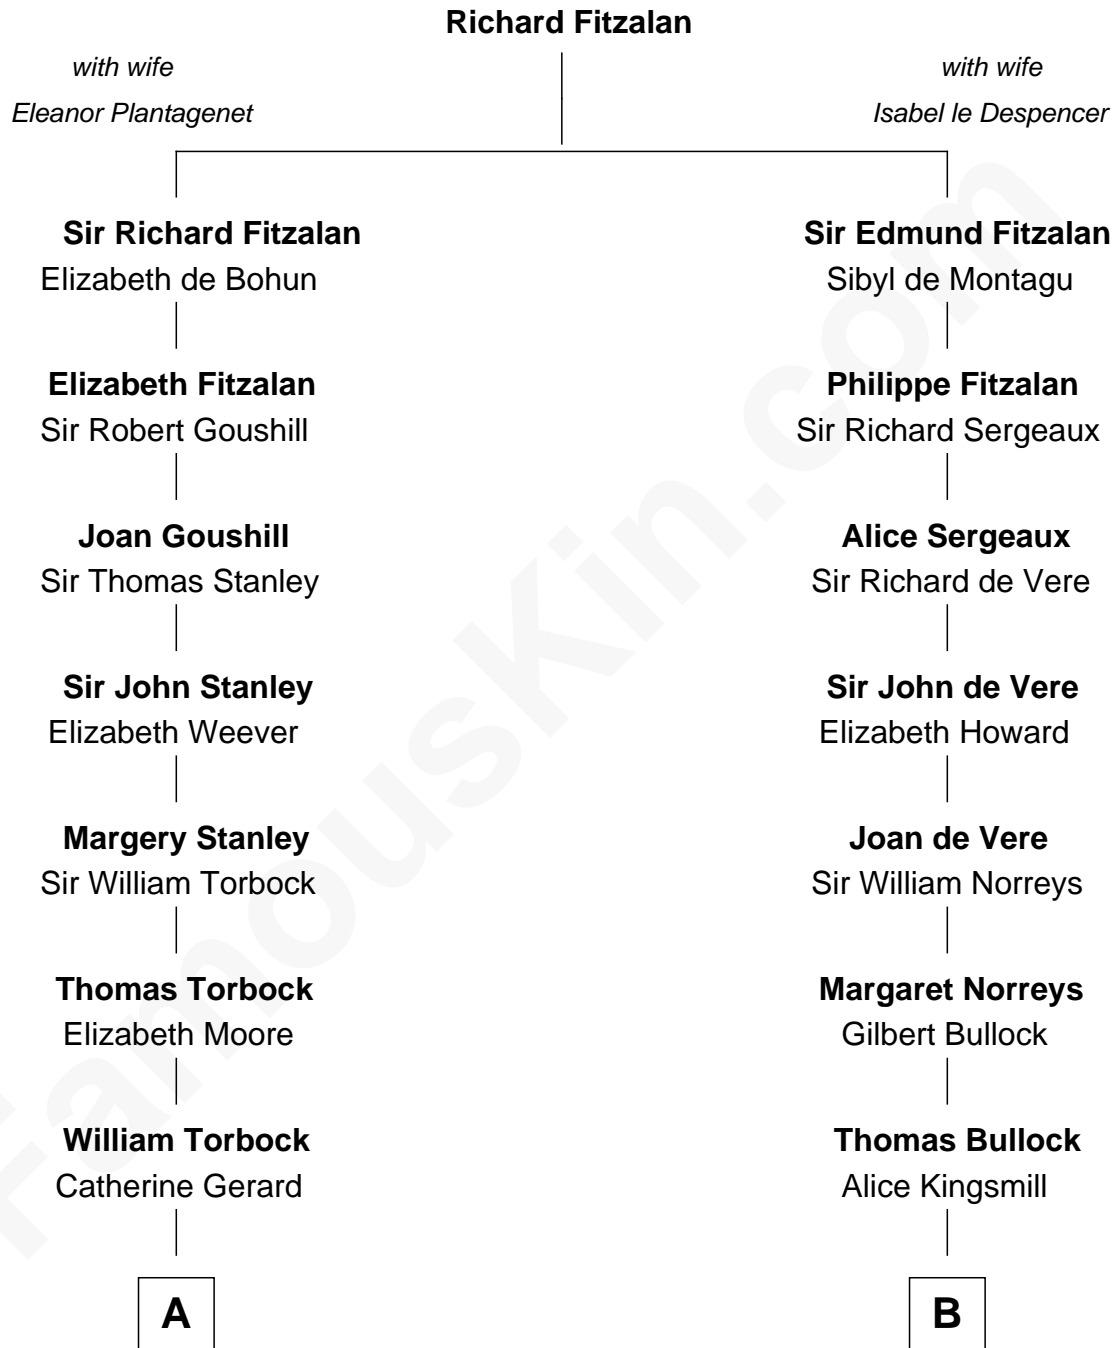 Richard Fitzalan
with wife
Eleanor Plantagenet
with wife
Isabel le Despencer
Sir Richard Fitzalan
Elizabeth de Bohun
Sir Edmund Fitzalan
Sibyl de Montagu
Elizabeth Fitzalan
Sir Robert Goushill
Philippe Fitzalan
Sir Richard Sergeaux
Joan Goushill
Sir Thomas Stanley
Alice Sergeaux
Sir Richard de Vere
Sir John Stanley
Elizabeth Weever
Sir John de Vere
Elizabeth Howard
Margery Stanley
Sir William Torbock
Joan de Vere
Sir William Norreys
Thomas Torbock
Elizabeth Moore
Margaret Norreys
Gilbert Bullock
William Torbock
Catherine Gerard
Thomas Bullock
Alice Kingsmill
A
B
FamousKin.com